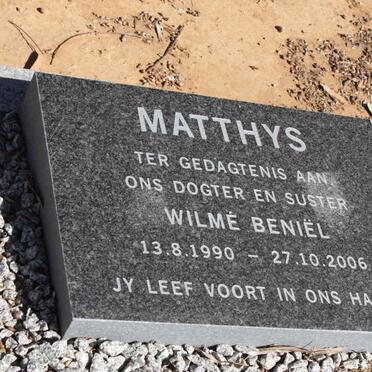 MATTHYS
TER GEDAGTENIS AAN
ONS DOGTER EN SUSTER
WILMÉ BENIËL
13.8.1990 – 27.10.2006
JY LEEF VOORT IN ONS